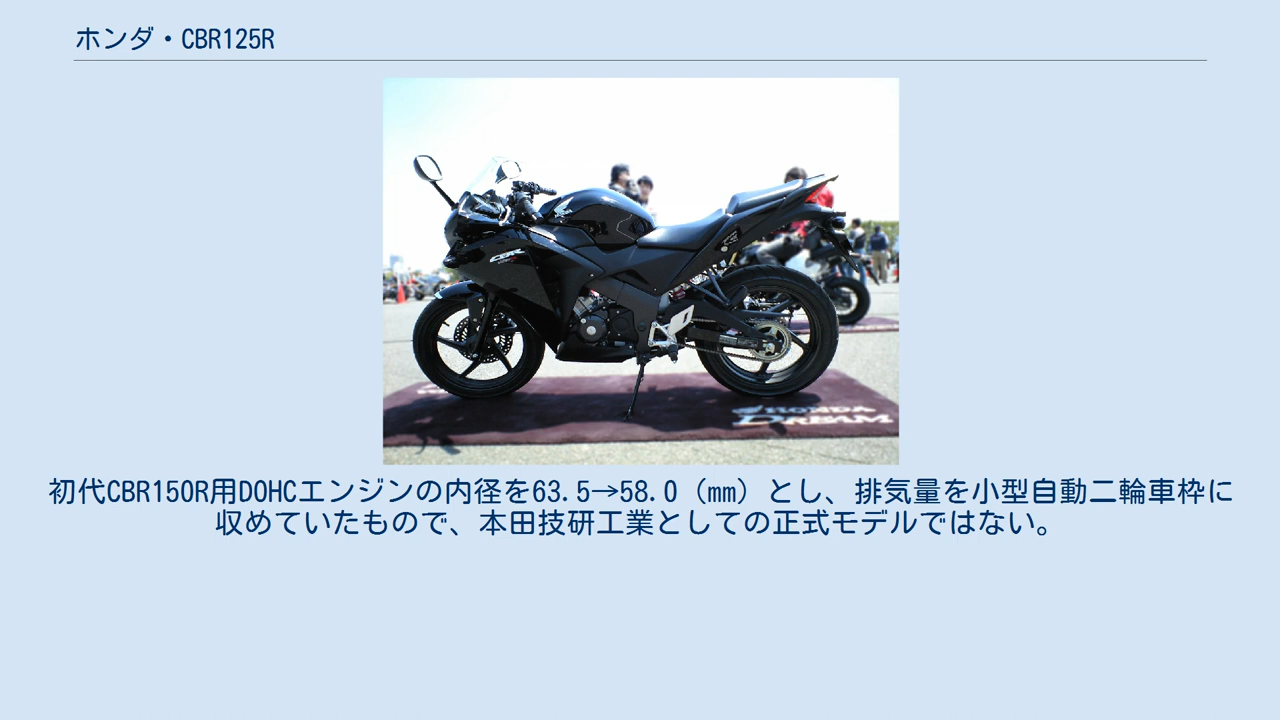 ホンダ・CBR125R
CBR
HONDA
DREAM
初代CBR150R用DOHCエンジンの内径を63.5→58.0（mm）とし、排気量を小型自動二輪車枠に
収めていたもので、本田技研工業としての正式モデルではない。